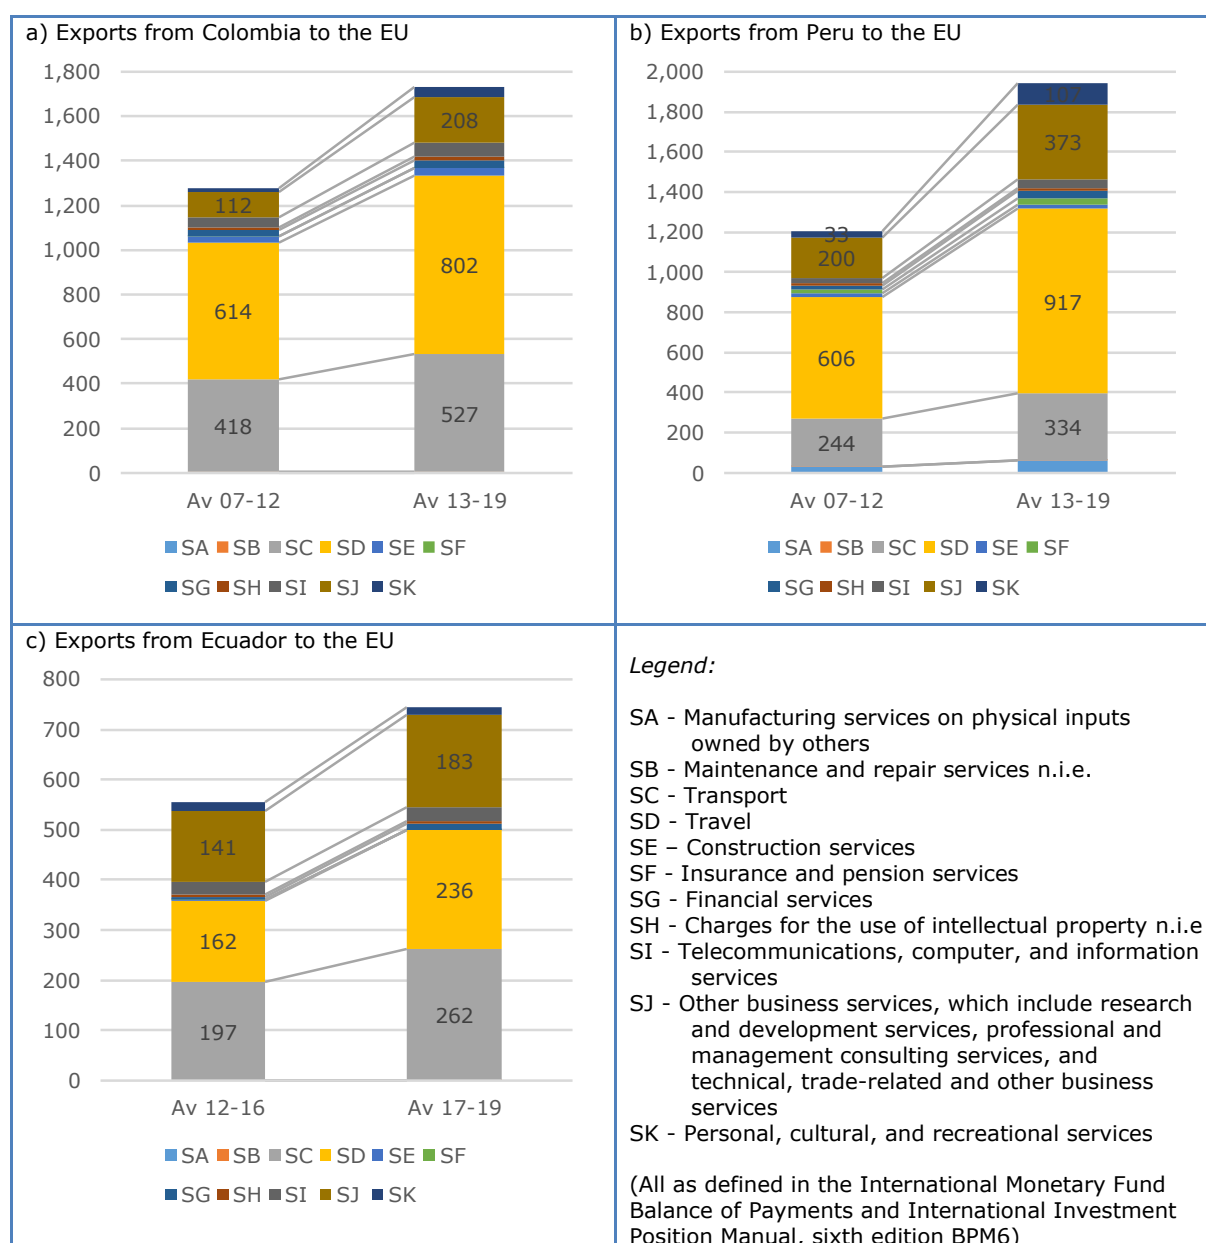 a) Exports from Colombia to the EU
1,800
1,600
1,400
1,200
1,000
800
600
400
200
0
112
614
418
208
802
527
Av 07-12 Av 13-19
SA SB SC SD SE SF
SG SH SI SJ SK
b) Exports from Peru to the EU
2,000
1,800
1,600
1,400
1,200
1,000
800
600
400
200
0
33
200
606
244
373
917
334
Av 07-12 Av 13-19
SA SB SC SD SE SF
SG SH SI SJ SK
c) Exports from Ecuador to the EU
800
700
600
500
400
300
200
100
0
141
162
197
183
236
262
Av 12-16 Av 17-19
SA SB SC SD SE SF
SG SH SI SJ SK
Legend:
SA - Manufacturing services on physical inputs
owned by others
SB - Maintenance and repair services n.i.e.
SC - Transport
SD - Travel
SE – Construction services
SF - Insurance and pension services
SG - Financial services
SH - Charges for the use of intellectual property n.i.e
SI - Telecommunications, computer, and information
services
SJ - Other business services, which include research
and development services, professional and
management consulting services, and
technical, trade-related and other business
services
SK - Personal, cultural, and recreational services
(All as defined in the International Monetary Fund
Balance of Payments and International Investment
Position Manual, sixth edition BPM6)